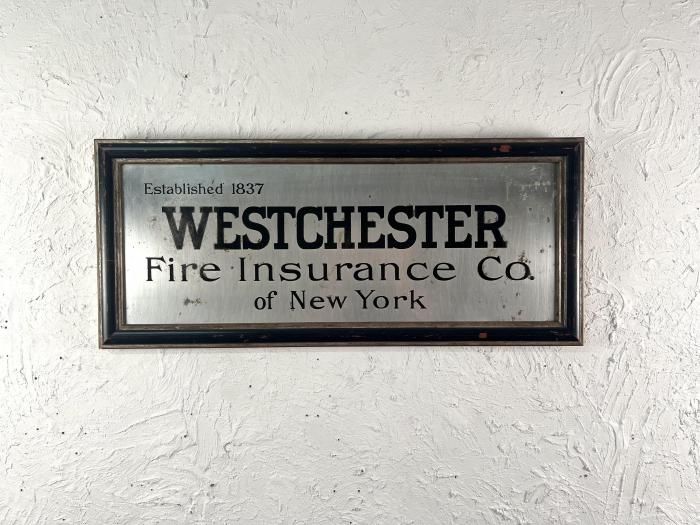 Established 1837
WESTCHESTER
Fire Insurance Co.
of New York